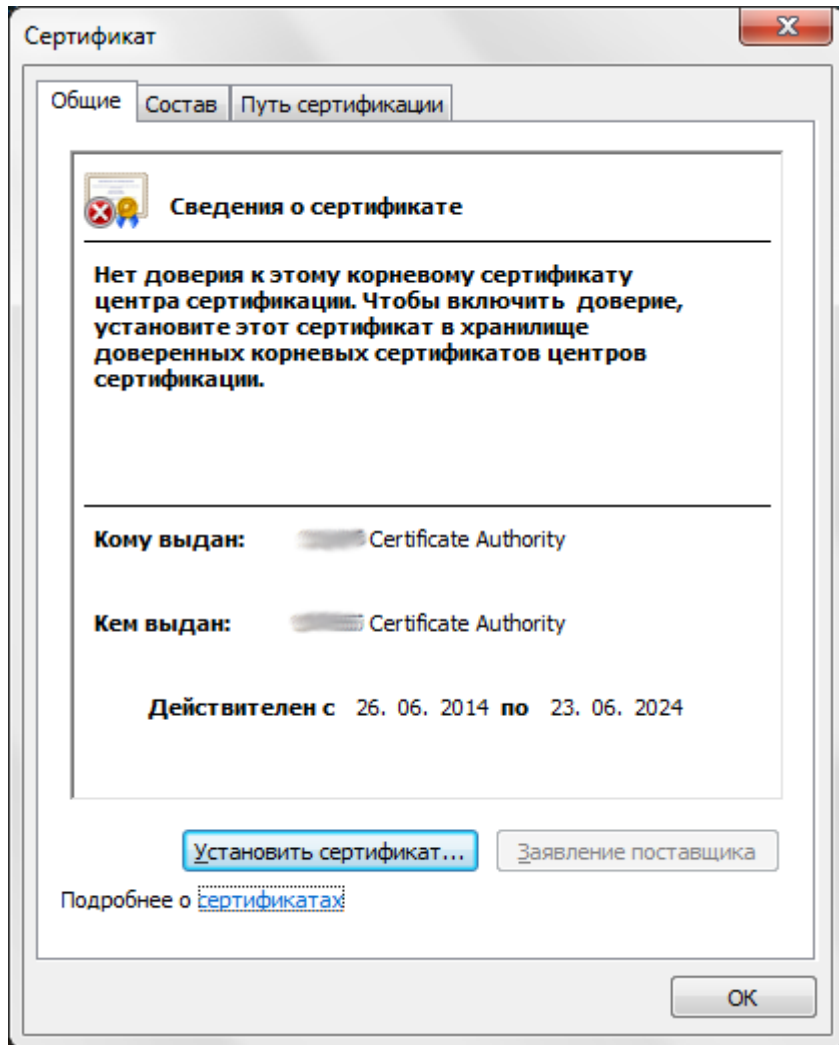 Сертификат
Общие Состав Путь сертификации
Сведения о сертификате
Нет доверия к этому корневому сертификату
центра сертификации. Чтобы включить доверие,
установите этот сертификат в хранилище
доверенных корневых сертификатов центров
сертификации.
Кому выдан: Certificate Authority
Кем выдан: Certificate Authority
Действителен с 26. 06. 2014 по 23. 06. 2024
Установить сертификат... Заявление поставщика
Подробнее о сертификатах
OK